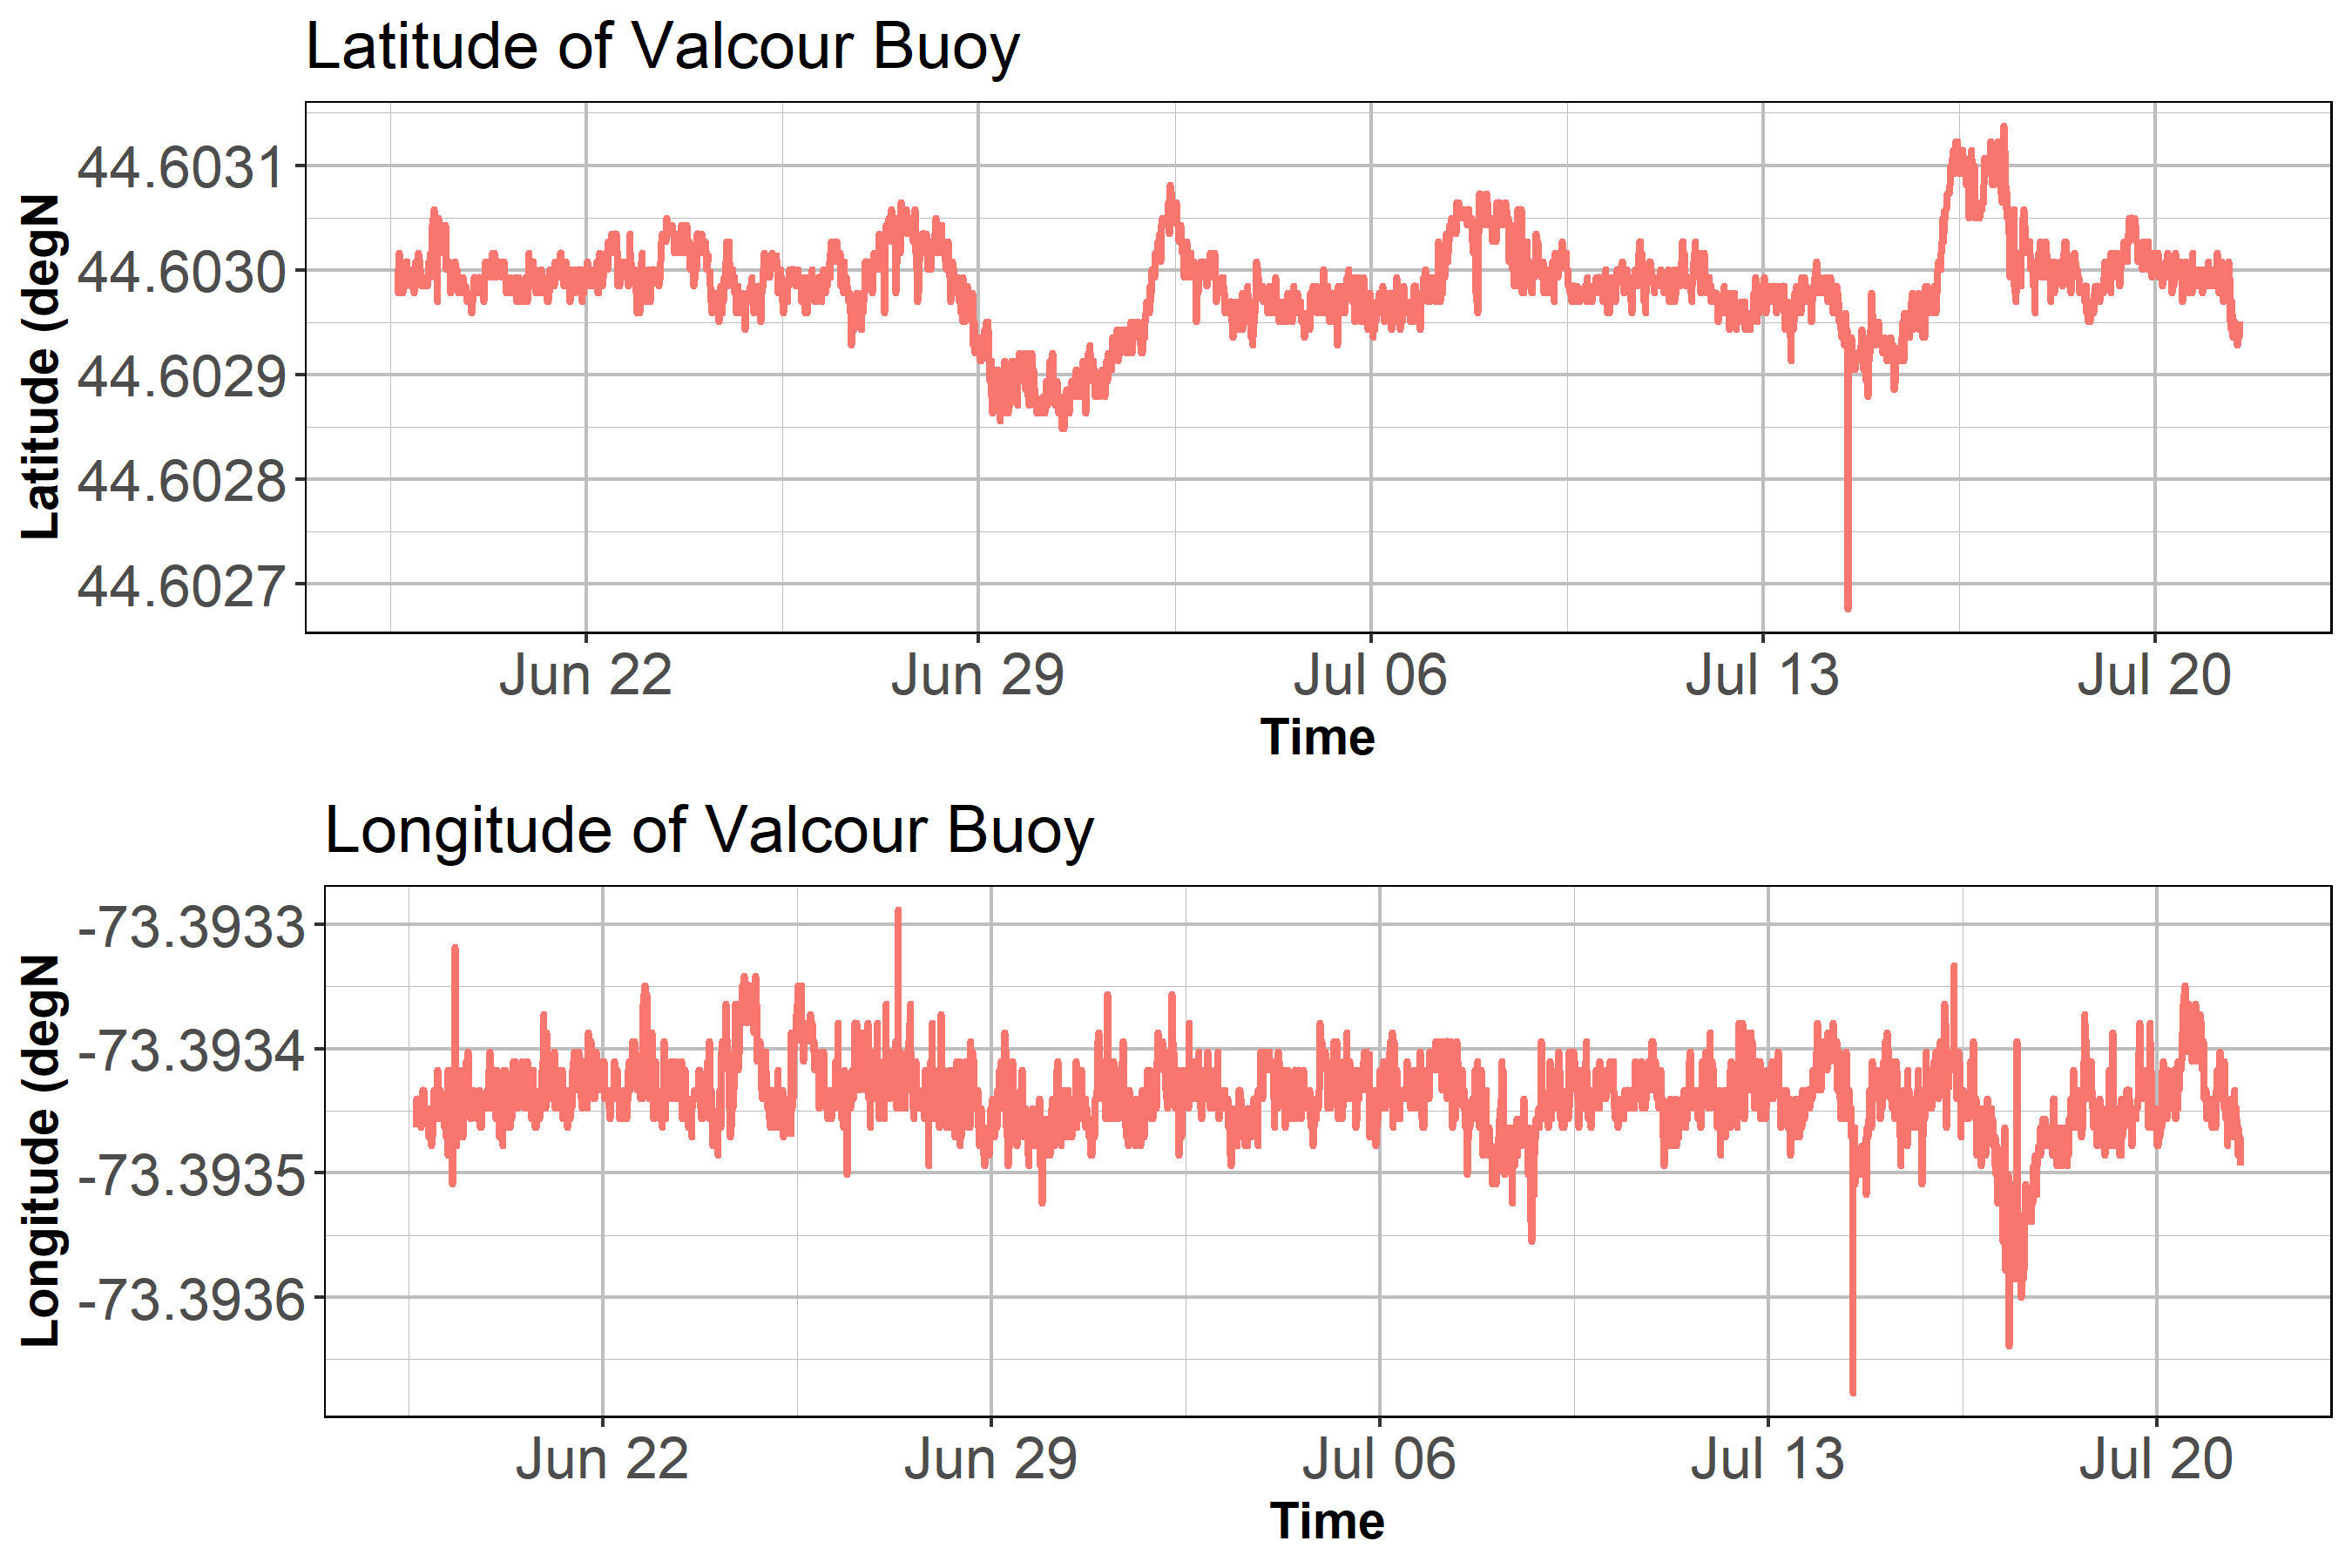 Latitude of Valcour Buoy
Latitude (degN
44.6031
44.6030
44.6029
44.6028
44.6027
Jun 22 Jun 29 Jul 06 Jul 13 Jul 20
Time
Longitude of Valcour Buoy
Longitude (degN
-73.3933
-73.3934
-73.3935
-73.3936
Jun 22 Jun 29 Jul 06 Jul 13 Jul 20
Time